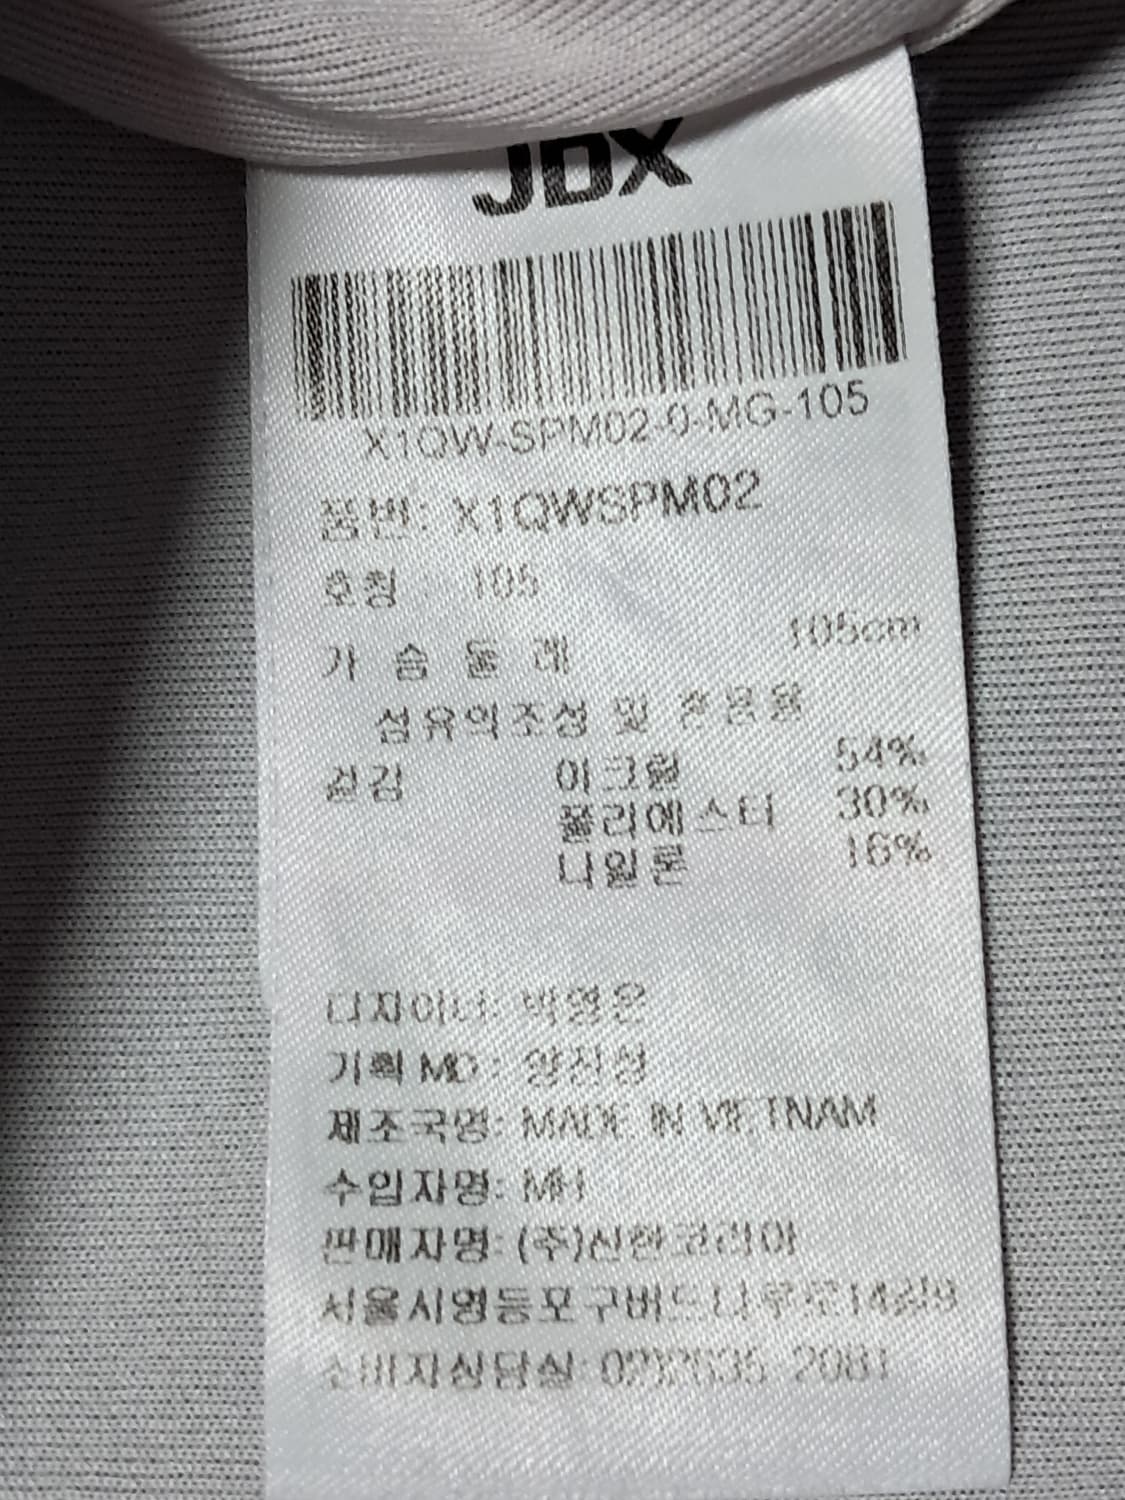 JDX
X1QW-SPM02-0-MG-105
품번: X1QWSPM02
호칭 : 105
가 슴 둘 레 105cm
섬유의조성 및 혼용율
겉감 아크릴 54%
폴리에스터 30%
나일론 16%
디자이너: 박영은
기획 MD : 양진성
제조국명: MADE IN VIETNAM
수입자명: MH
판매자명: (주)신한코리아
서울시영등포구버드나루로14길9
소비자상담실: 02)2635 2081